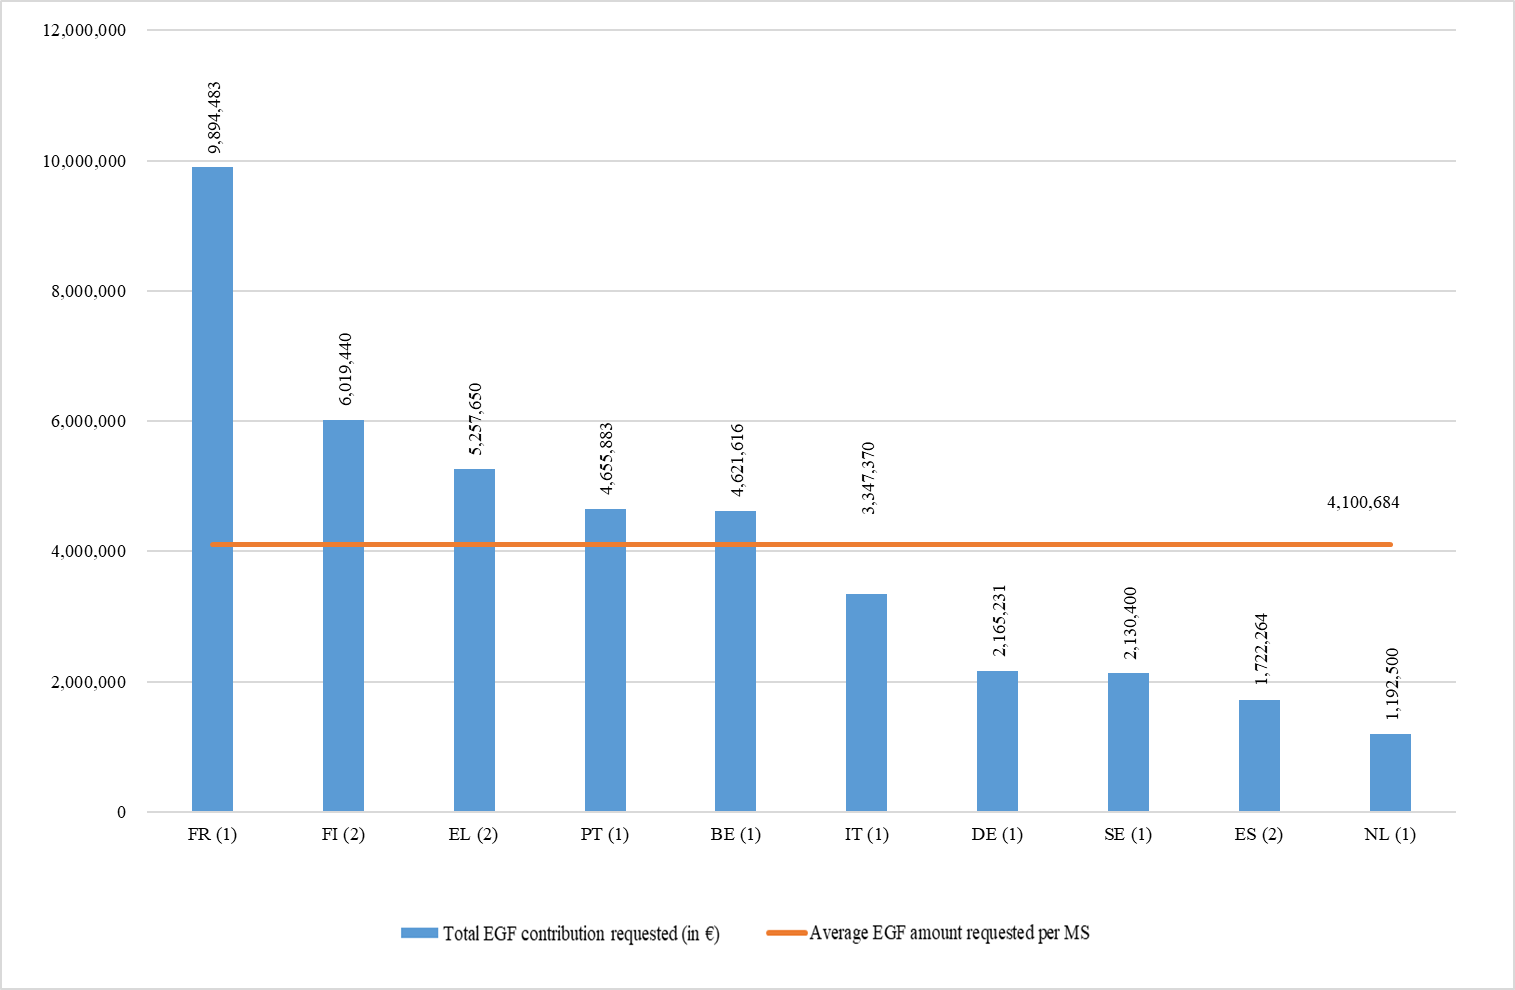 12,000,000
10,000,000
8,000,000
6,000,000
4,000,000
2,000,000
0
9,894,483
6,019,440
5,257,650
4,655,883
4,621,616
3,347,370
2,165,231
2,130,400
1,722,264
1,192,500
4,100,684
FR (1)
FI (2)
EL (2)
PT (1)
BE (1)
IT (1)
DE (1)
SE (1)
ES (2)
NL (1)
Total EGF contribution requested (in €)
Average EGF amount requested per MS